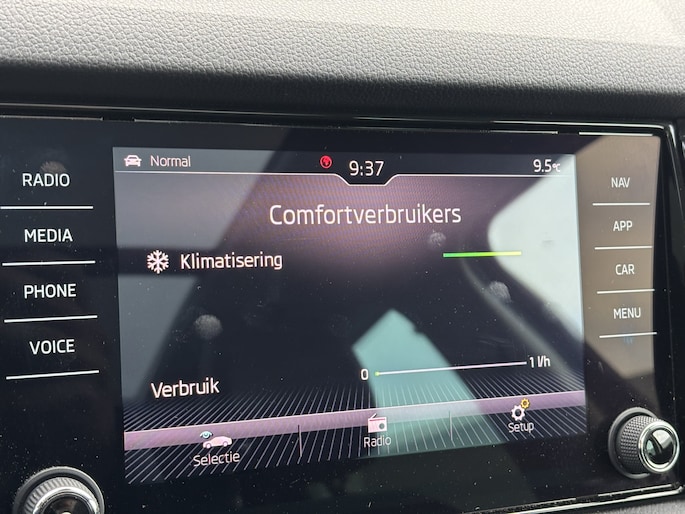 Normal
9:37
9.5°C
RADIO
MEDIA
PHONE
VOICE
NAV
APP
CAR
MENU
Comfortverbruikers
Klimatisering
Verbruik
0
1 l/h
Selectie
Radio
Setup